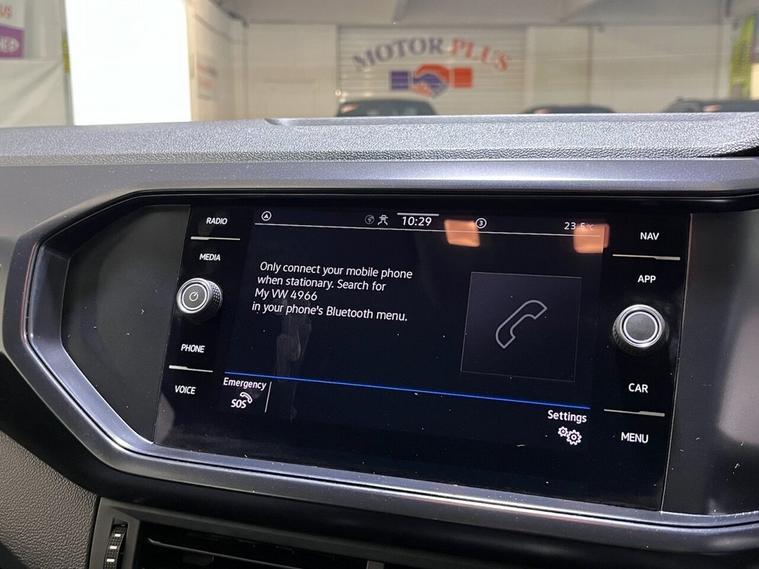 MOTOR PLUS
RADIO
MEDIA
PHONE
VOICE
10:29
3
Only connect your mobile phone
when stationary. Search for
My VW 4966
in your phone's Bluetooth menu.
Emergency
SOS
Settings
NAV
APP
CAR
MENU